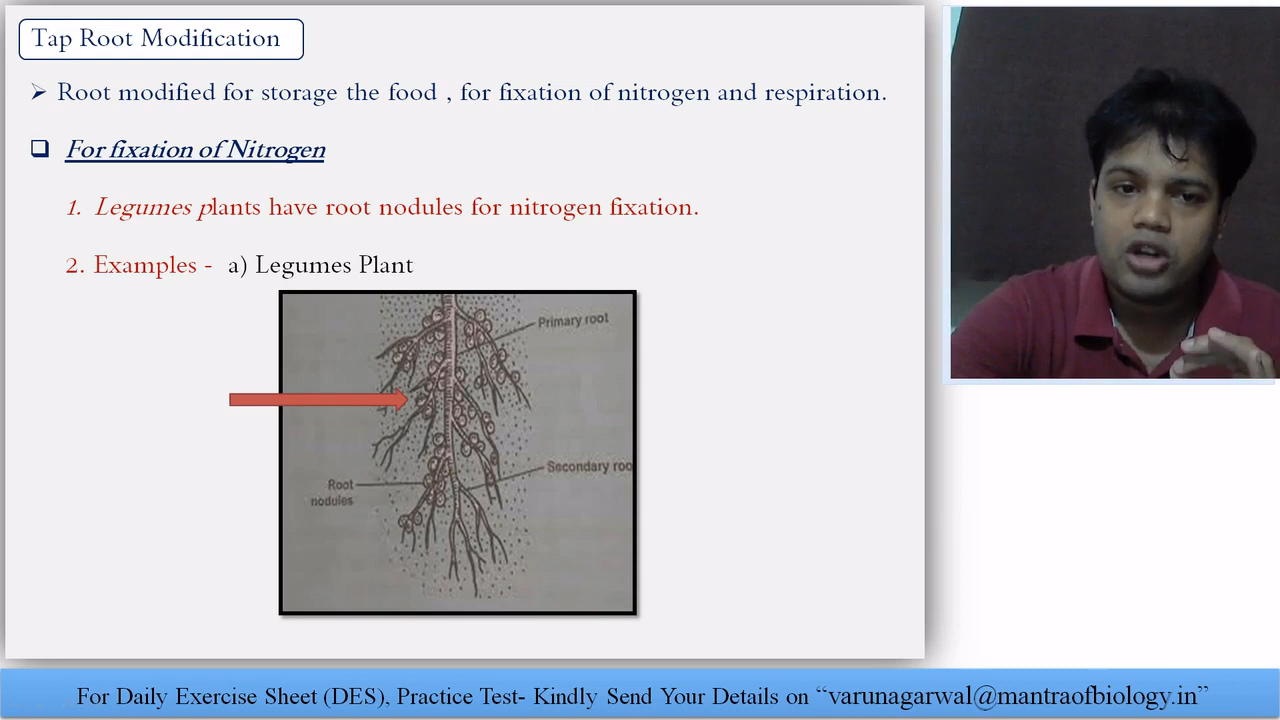 Tap Root Modification
➢ Root modified for storage the food , for fixation of nitrogen and respiration.
❑ For fixation of Nitrogen
1. Legumes plants have root nodules for nitrogen fixation.
2. Examples - a) Legumes Plant
Primary root
Secondary roo
Root
nodules
For Daily Exercise Sheet (DES), Practice Test- Kindly Send Your Details on “varunagarwal@mantraofbiology.in”